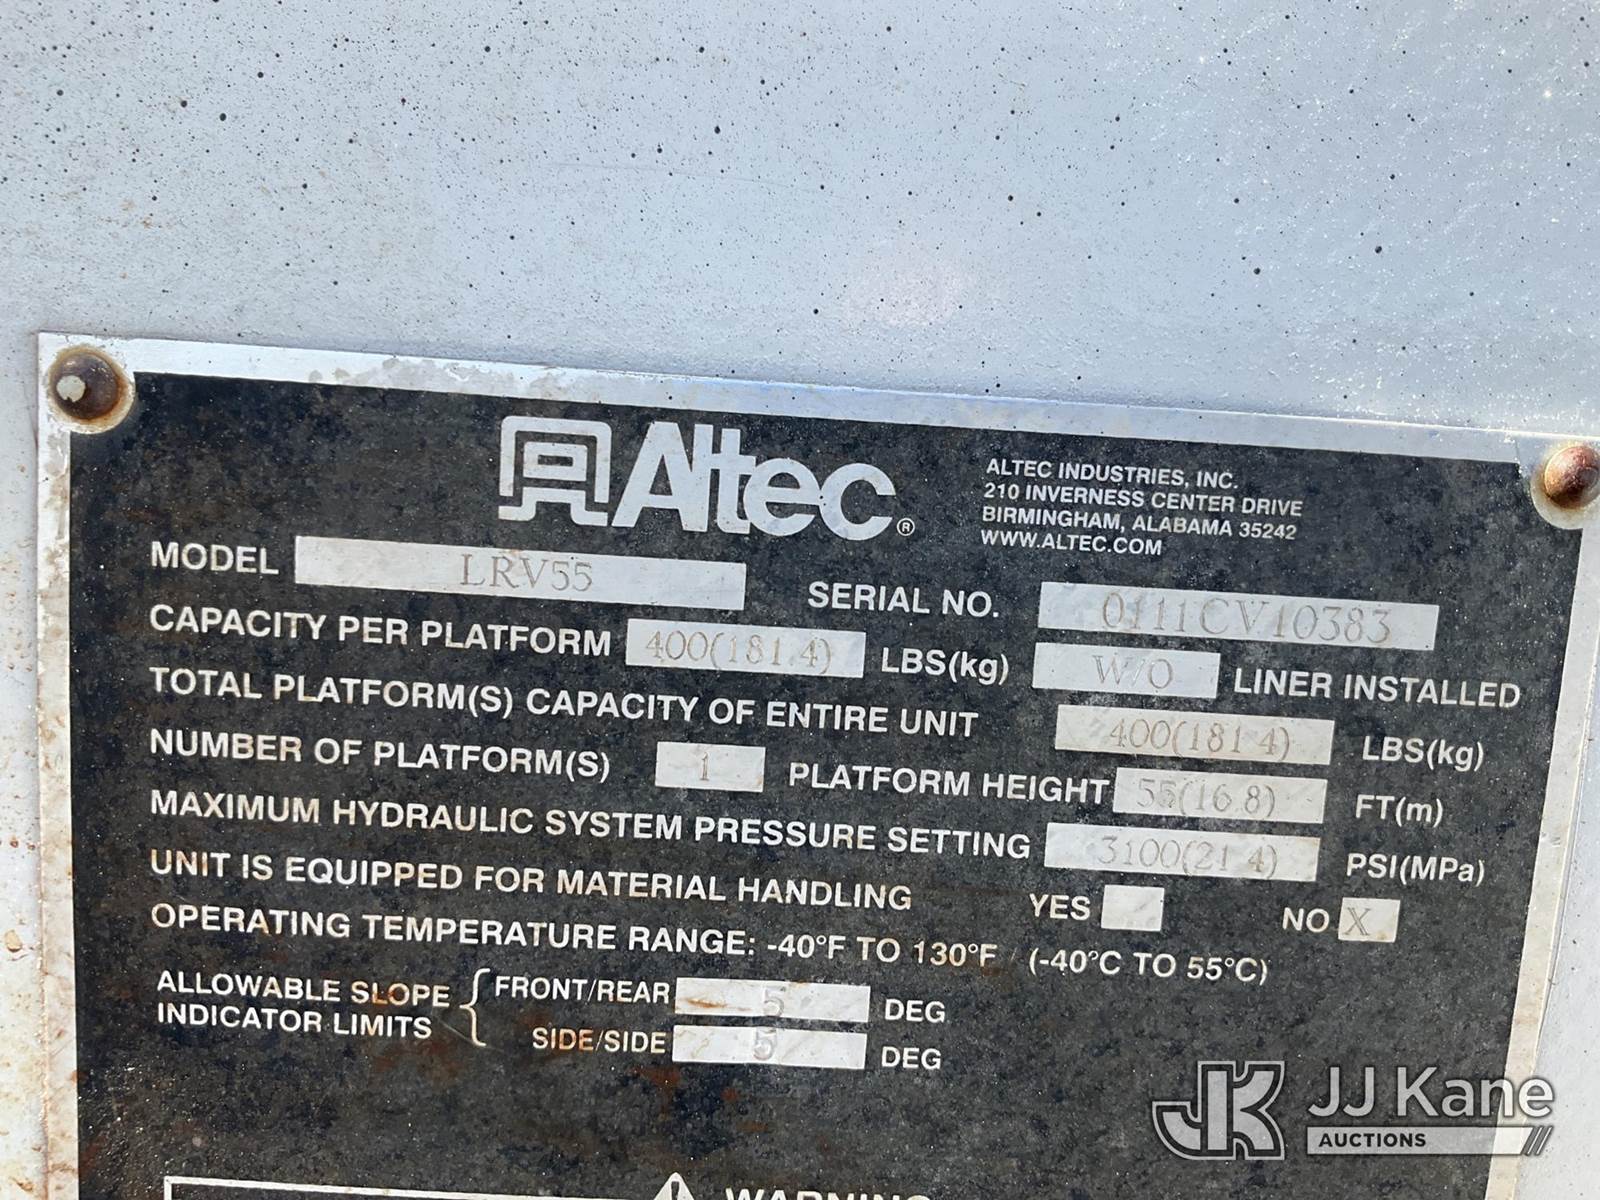 Altec®
ALTEC INDUSTRIES, INC.
210 INVERNESS CENTER DRIVE
BIRMINGHAM, ALABAMA 35242
WWW.ALTEC.COM
MODEL LRV55 SERIAL NO. 0111CV10383
CAPACITY PER PLATFORM 400(181.4) LBS(kg) W/O LINER INSTALLED
TOTAL PLATFORM(S) CAPACITY OF ENTIRE UNIT 400(181.4) LBS(kg)
NUMBER OF PLATFORM(S) 1 PLATFORM HEIGHT 55(16.8) FT(m)
MAXIMUM HYDRAULIC SYSTEM PRESSURE SETTING 3100(21.4) PSI(MPa)
UNIT IS EQUIPPED FOR MATERIAL HANDLING YES NO X
OPERATING TEMPERATURE RANGE: -40°F TO 130°F (-40°C TO 55°C)
ALLOWABLE SLOPE FRONT/REAR 5 DEG
INDICATOR LIMITS SIDE/SIDE 5 DEG
WARNING
JK JJ Kane
AUCTIONS